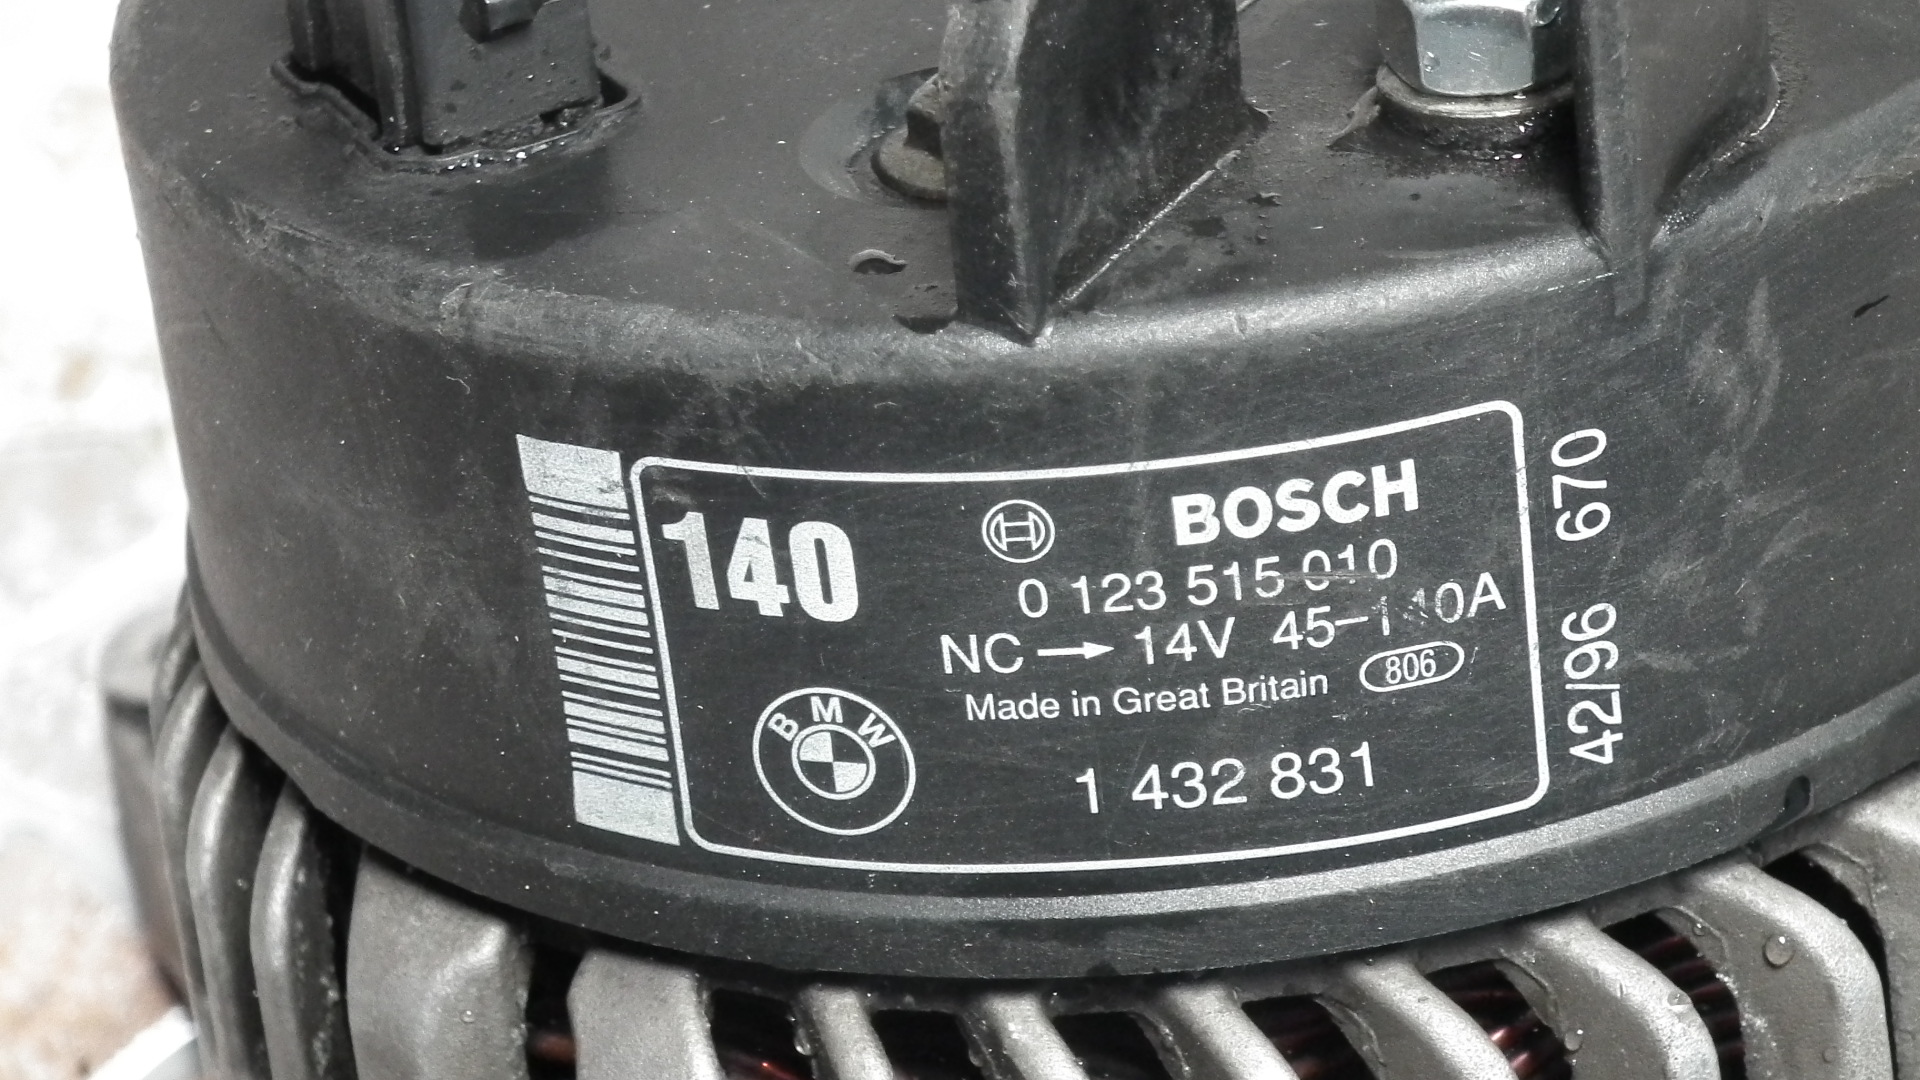 140
BOSCH
0 123 515 010
NC → 14V 45–140A
Made in Great Britain 806
BMW
1 432 831
42/96 670